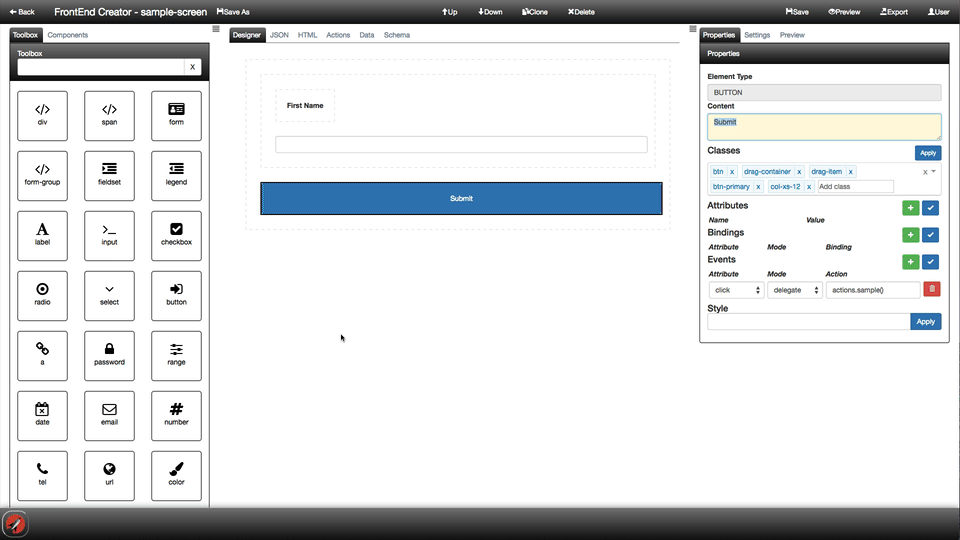 Back FrontEnd Creator - sample-screen Save As Up Down Clone Delete Save Preview Export User
Toolbox Components
Toolbox
X
div span form
form-group fieldset legend
label input checkbox
radio select button
a password range
date email number
tel url color
Designer JSON HTML Actions Data Schema
First Name
Submit
Properties Settings Preview
Properties
Element Type
BUTTON
Content
Submit
Classes Apply
btn x drag-container x drag-item x x
btn-primary x col-xs-12 x Add class
Attributes
Name Value
Bindings
Attribute Mode Binding
Events
Attribute Mode Action
click delegate actions.sample()
Style
Apply